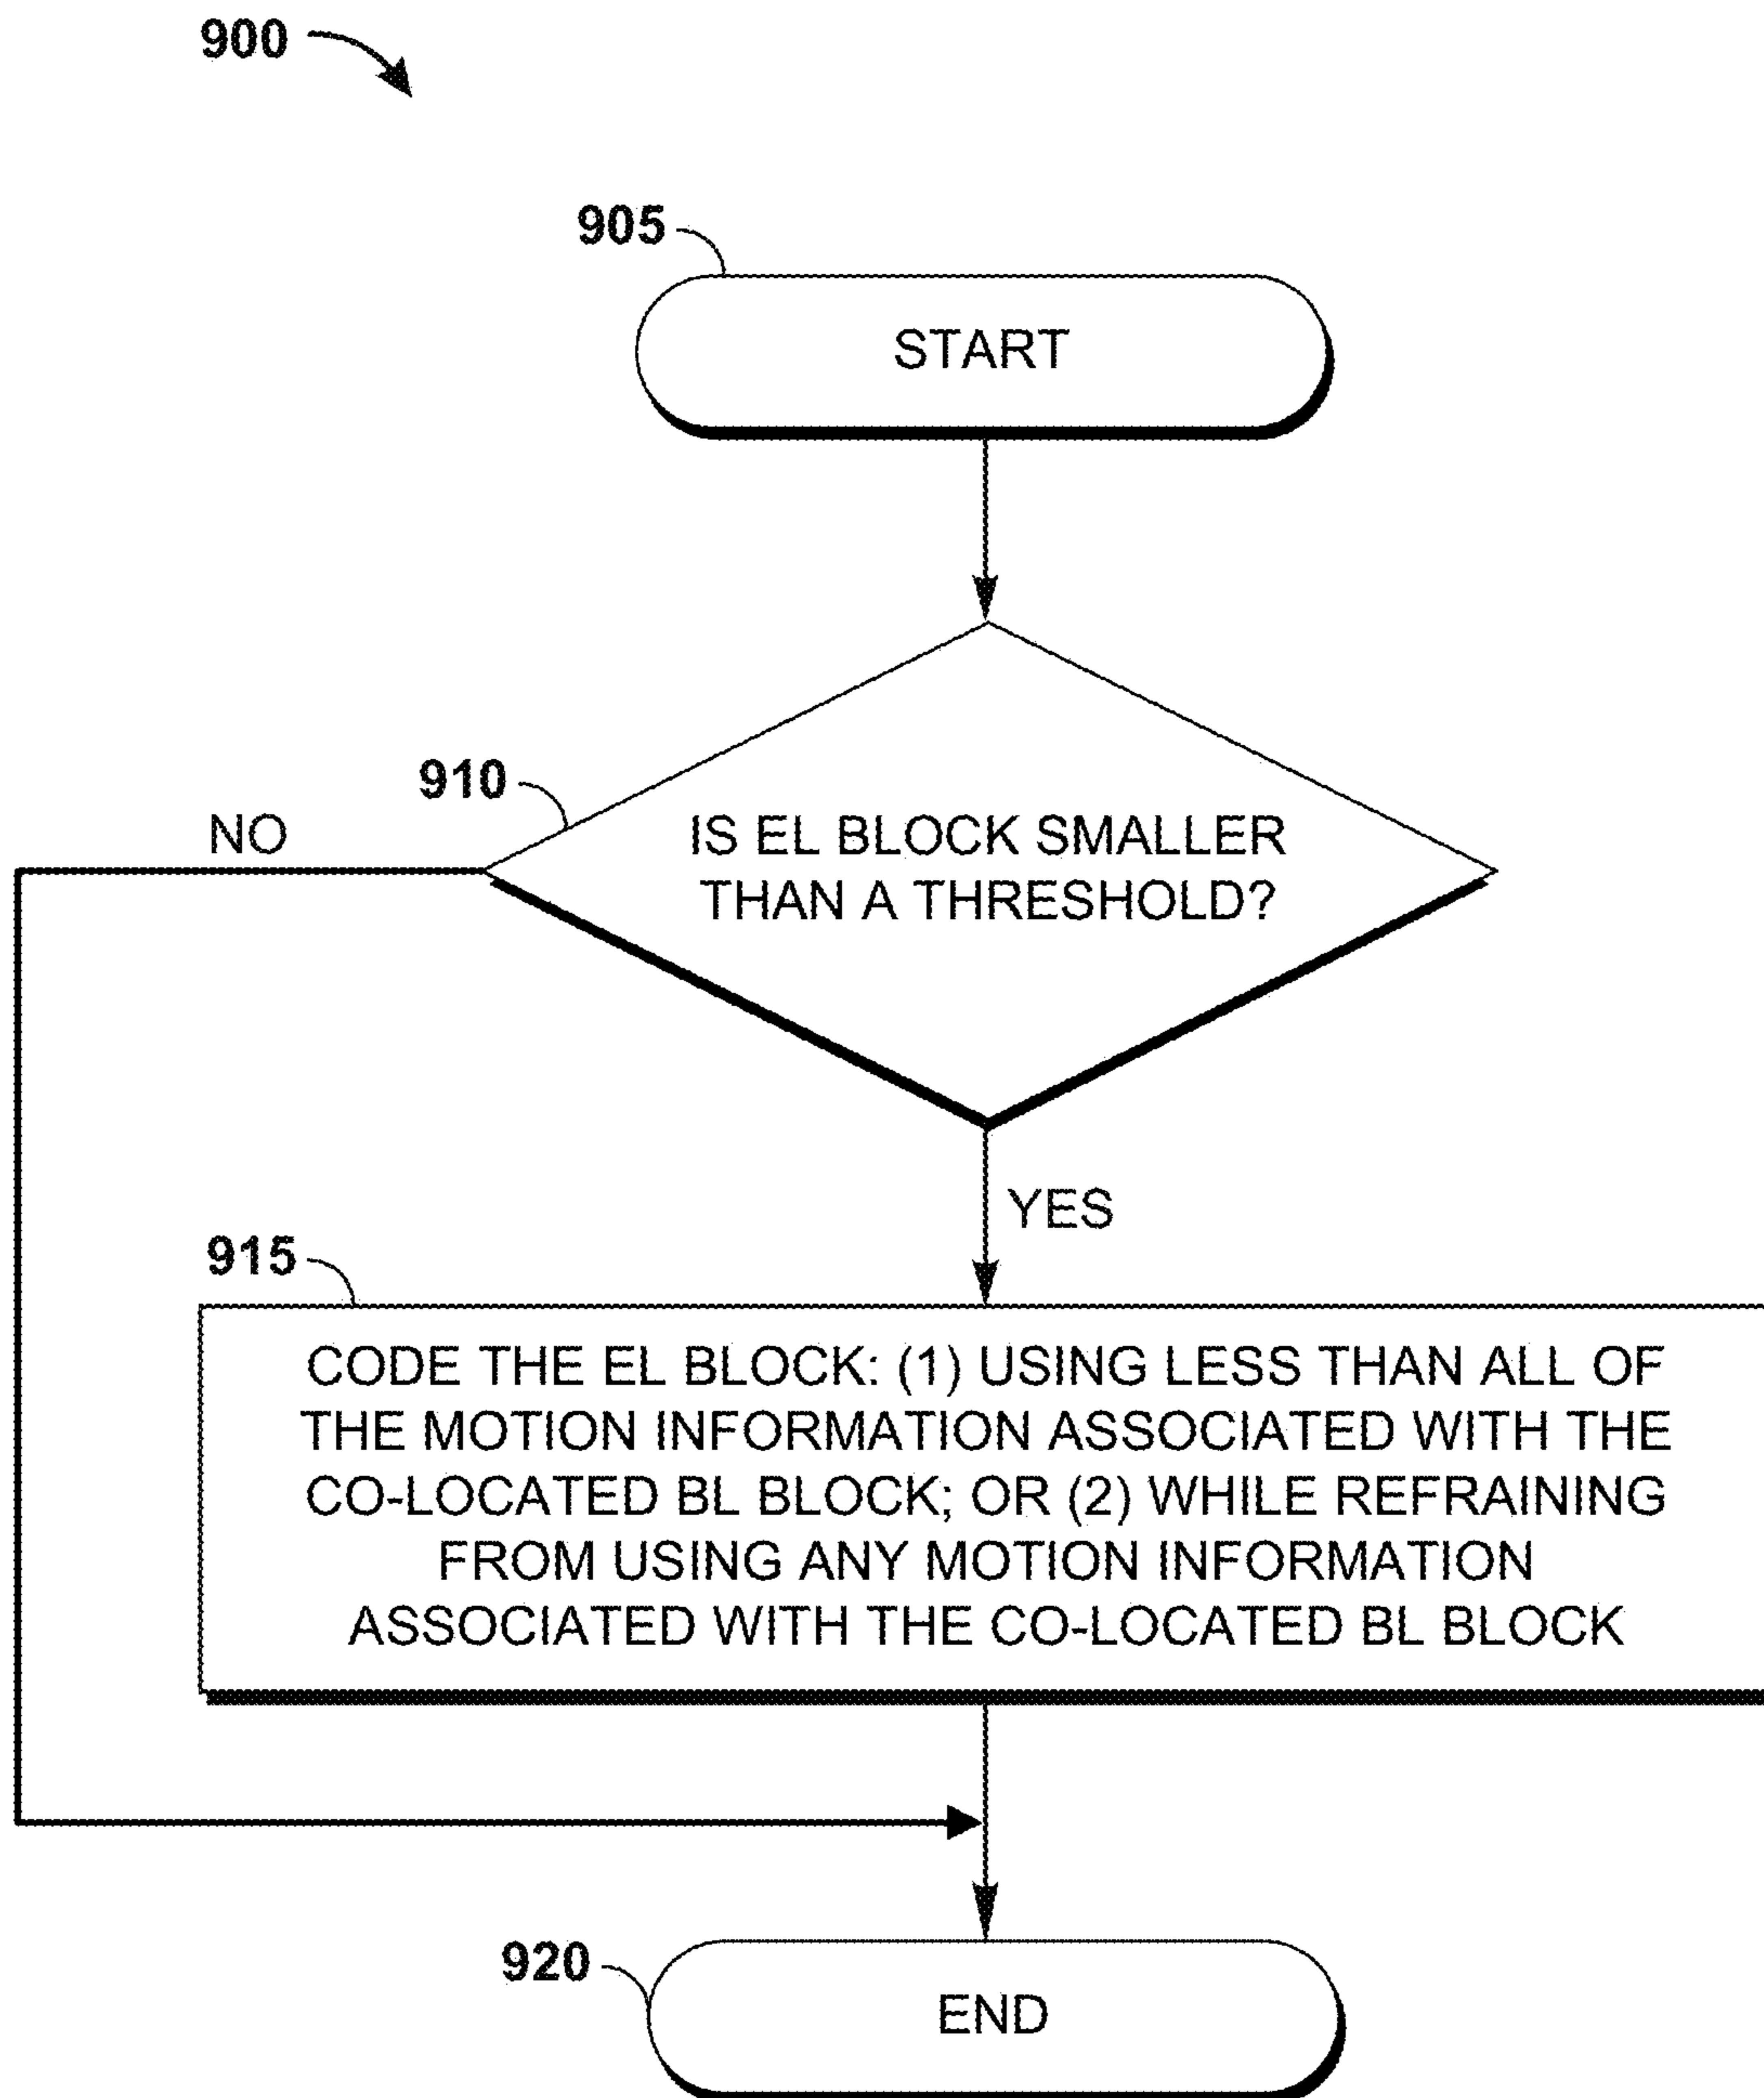 900
905
START
910
NO
IS EL BLOCK SMALLER
THAN A THRESHOLD?
YES
915
CODE THE EL BLOCK: (1) USING LESS THAN ALL OF
THE MOTION INFORMATION ASSOCIATED WITH THE
CO-LOCATED BL BLOCK; OR (2) WHILE REFRAINING
FROM USING ANY MOTION INFORMATION
ASSOCIATED WITH THE CO-LOCATED BL BLOCK
920
END